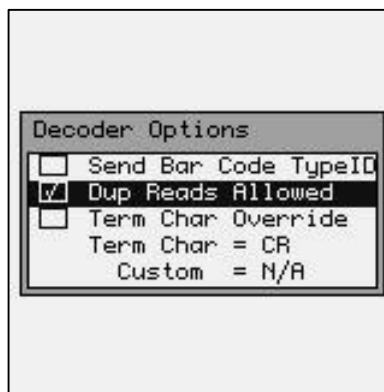 Decoder Options
Send Bar Code TypeID
Dup Reads Allowed
Term Char Override
Term Char = CR
Custom = N/A